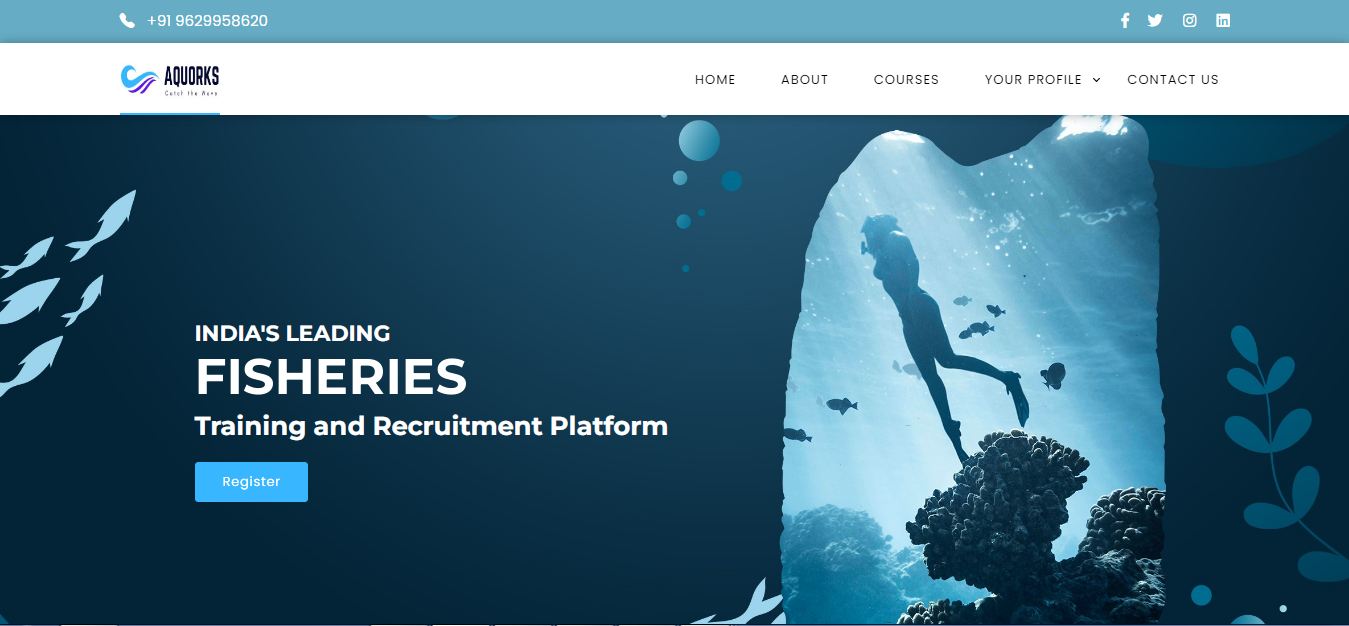 +91 9629958620
AQUORKS
Catch the Wave
HOME
ABOUT
COURSES
YOUR PROFILE
CONTACT US
INDIA'S LEADING
FISHERIES
Training and Recruitment Platform
Register